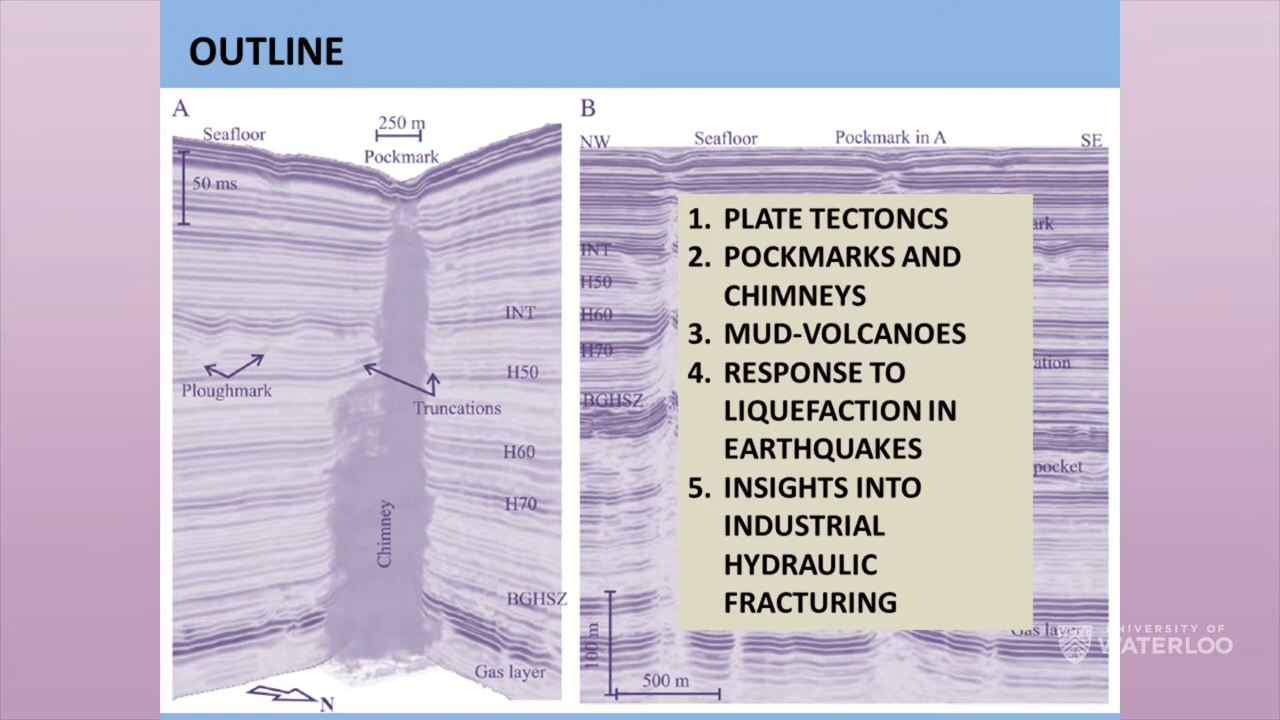 OUTLINE
A
Seafloor
250 m
Pockmark
50 ms
INT
H50
Ploughmark
Truncations
H60
H70
Chimney
BGHSZ
Gas layer
N
B
NW
Seafloor
Pockmark in A
SE
INT
H50
H60
H70
BGHSZ
100 m
500 m
1. PLATE TECTONCS
2. POCKMARKS AND
CHIMNEYS
3. MUD-VOLCANOES
4. RESPONSE TO
LIQUEFACTION IN
EARTHQUAKES
5. INSIGHTS INTO
INDUSTRIAL
HYDRAULIC
FRACTURING
pocket
Gas layer
UNIVERSITY OF
WATERLOO